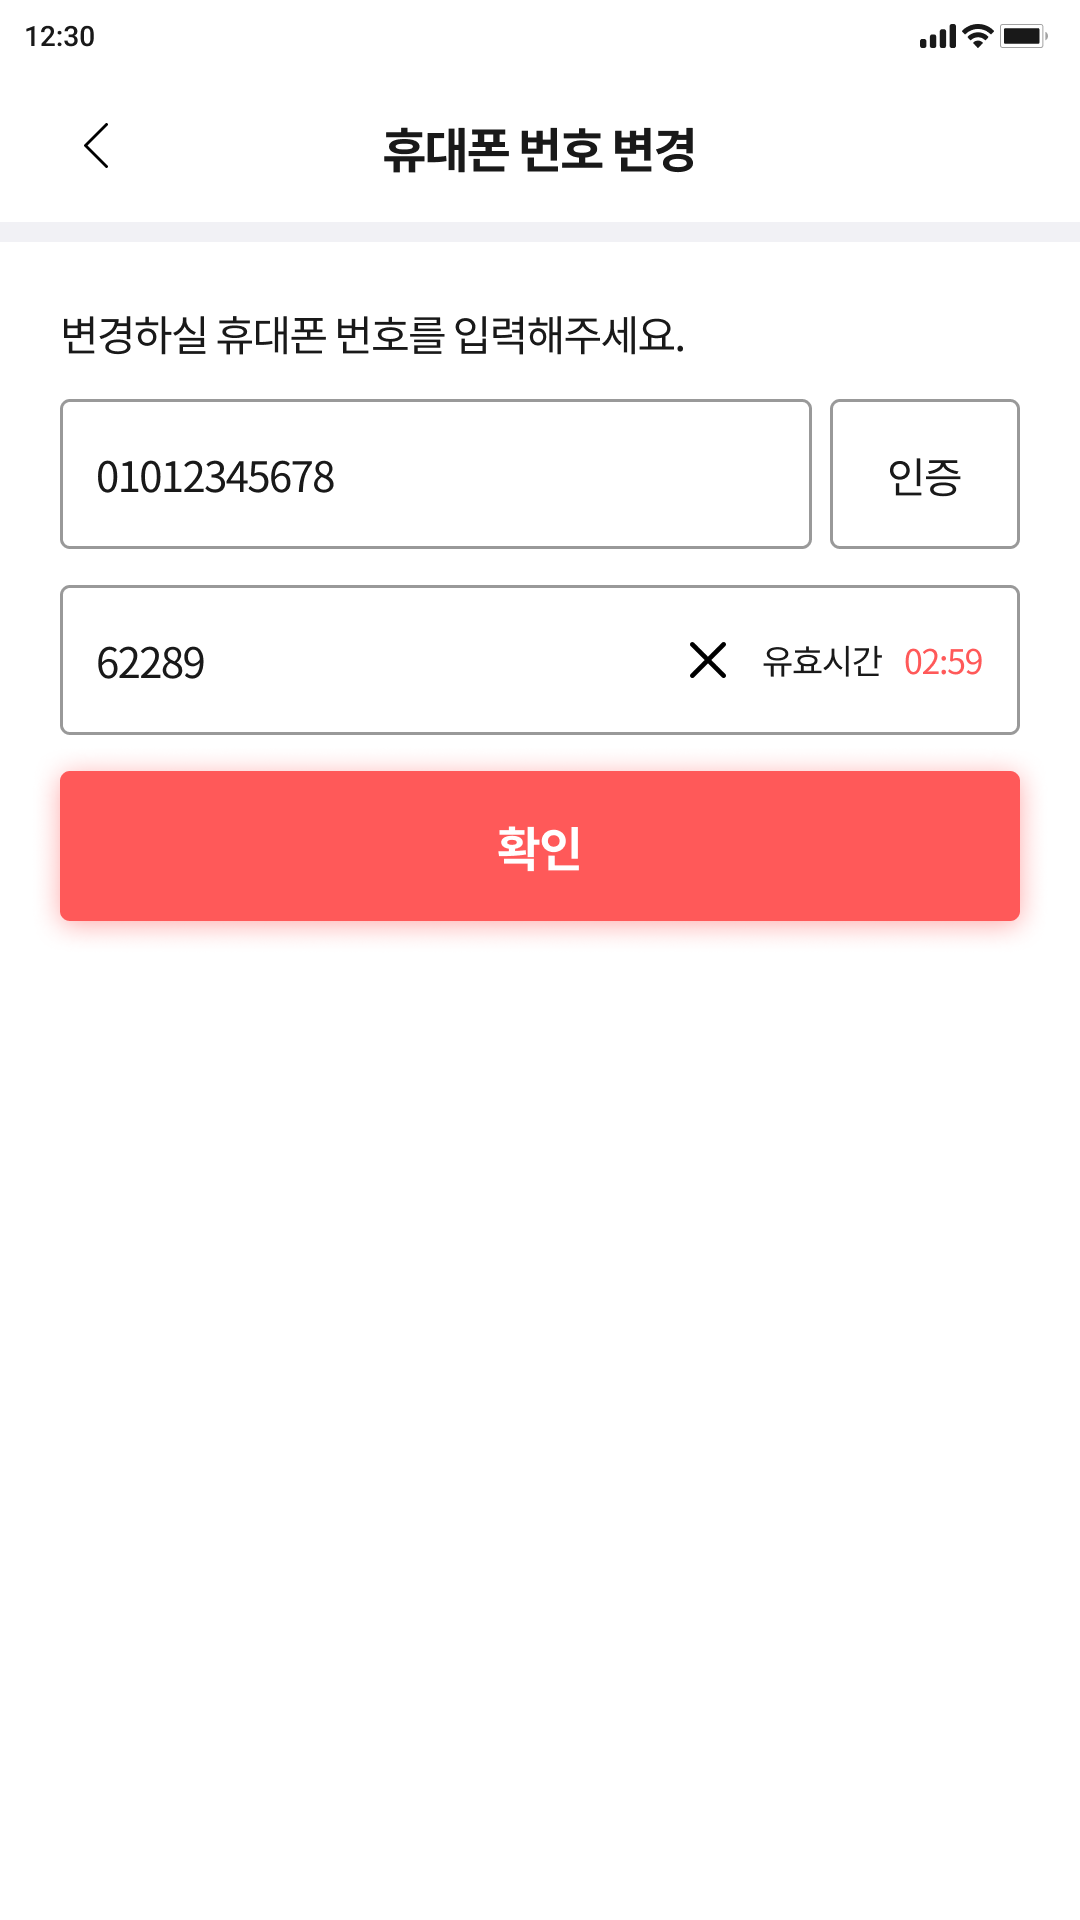 12:30
휴대폰 번호 변경
변경하실 휴대폰 번호를 입력해주세요.
01012345678 인증
62289 유효시간 02:59
확인